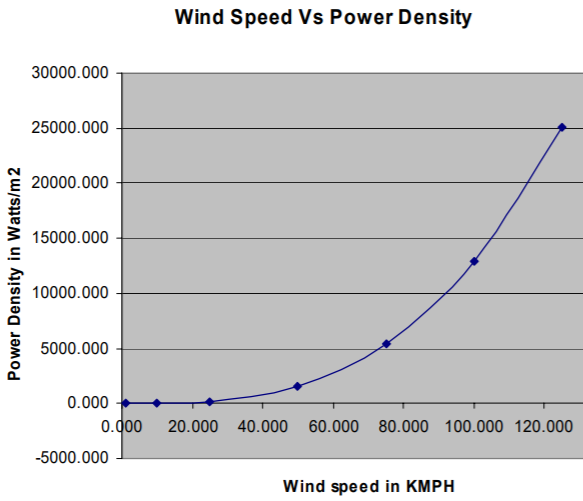 Wind Speed Vs Power Density
30000.000
25000.000
20000.000
15000.000
10000.000
5000.000
0.000
-5000.000
Power Density in Watts/m2
0.000 20.000 40.000 60.000 80.000 100.000 120.000
Wind speed in KMPH